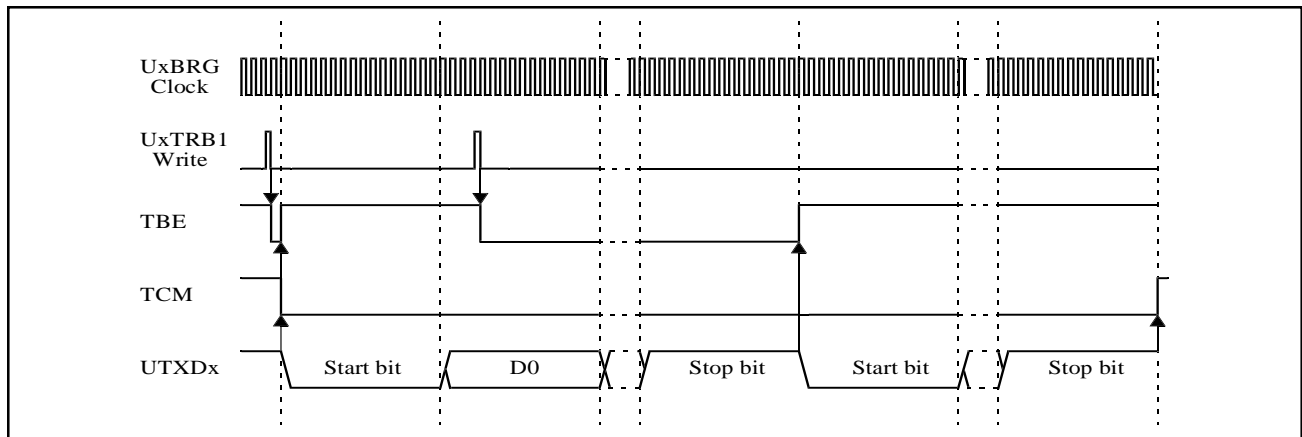 UxBRG
Clock
UxTRB1
Write
TBE
TCM
UTXDx
Start bit
D0
Stop bit
Start bit
Stop bit